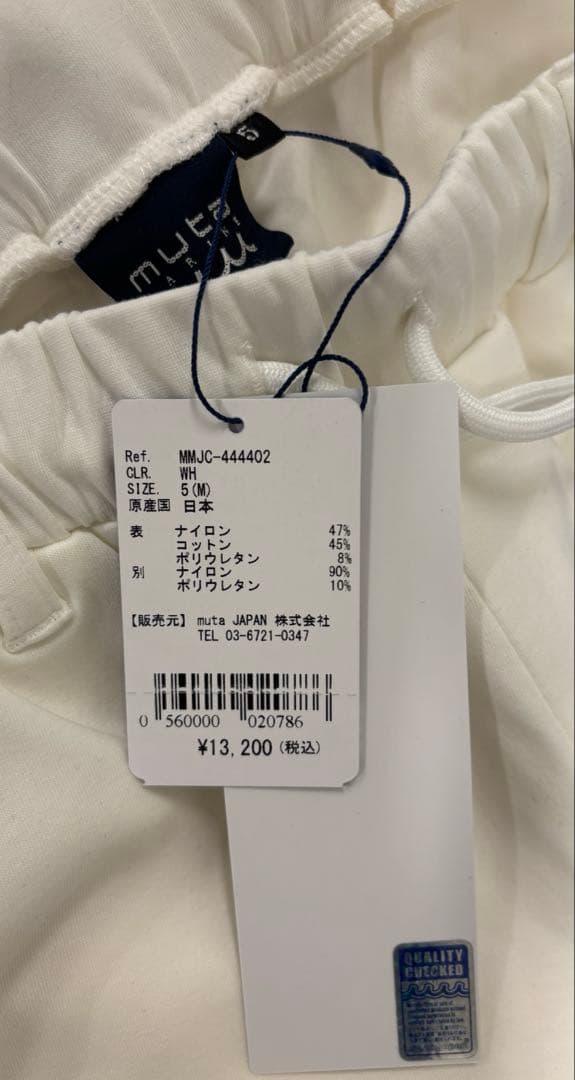 5
muta
MARINE
Ref. MMJC-444402
CLR. WH
SIZE. 5(M)
原産国 日本
表 ナイロン 47%
コットン 45%
ポリウレタン 8%
別 ナイロン 90%
ポリウレタン 10%
【販売元】 muta JAPAN 株式会社
TEL 03-6721-0347
0 560000 020786
¥13,200(税込)
QUALITY
CHECKED